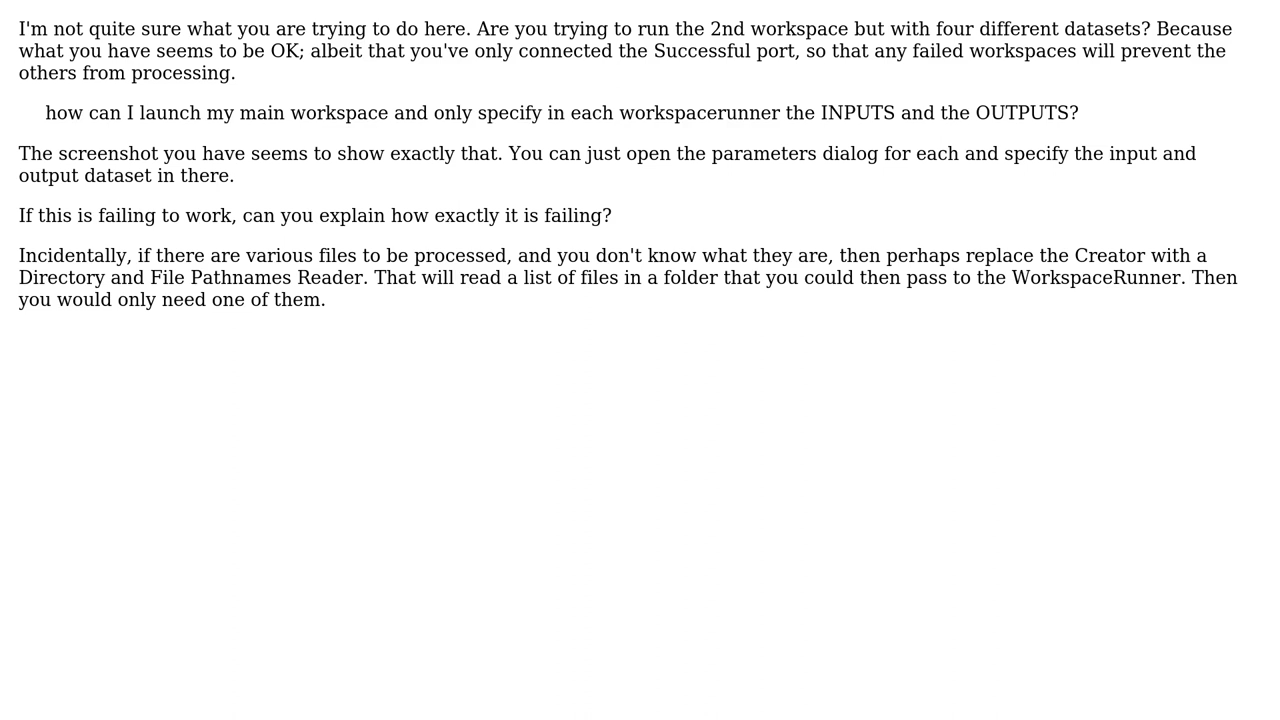 I'm not quite sure what you are trying to do here. Are you trying to run the 2nd workspace but with four different datasets? Because
what you have seems to be OK; albeit that you've only connected the Successful port, so that any failed workspaces will prevent the
others from processing.
how can I launch my main workspace and only specify in each workspacerunner the INPUTS and the OUTPUTS?
The screenshot you have seems to show exactly that. You can just open the parameters dialog for each and specify the input and
output dataset in there.
If this is failing to work, can you explain how exactly it is failing?
Incidentally, if there are various files to be processed, and you don't know what they are, then perhaps replace the Creator with a
Directory and File Pathnames Reader. That will read a list of files in a folder that you could then pass to the WorkspaceRunner. Then
you would only need one of them.